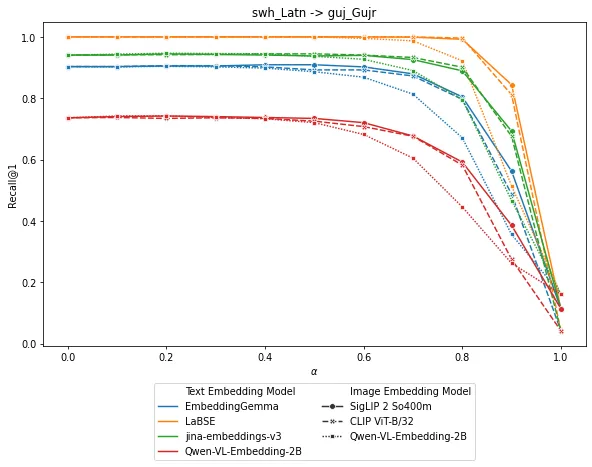 swh_Latn -> guj_Gujr
Recall@1
1.0
0.8
0.6
0.4
0.2
0.0
0.0 0.2 0.4 0.6 0.8 1.0
α
Text Embedding Model Image Embedding Model
EmbeddingGemma SigLIP 2 So400m
LaBSE CLIP ViT-B/32
jina-embeddings-v3 Qwen-VL-Embedding-2B
Qwen-VL-Embedding-2B